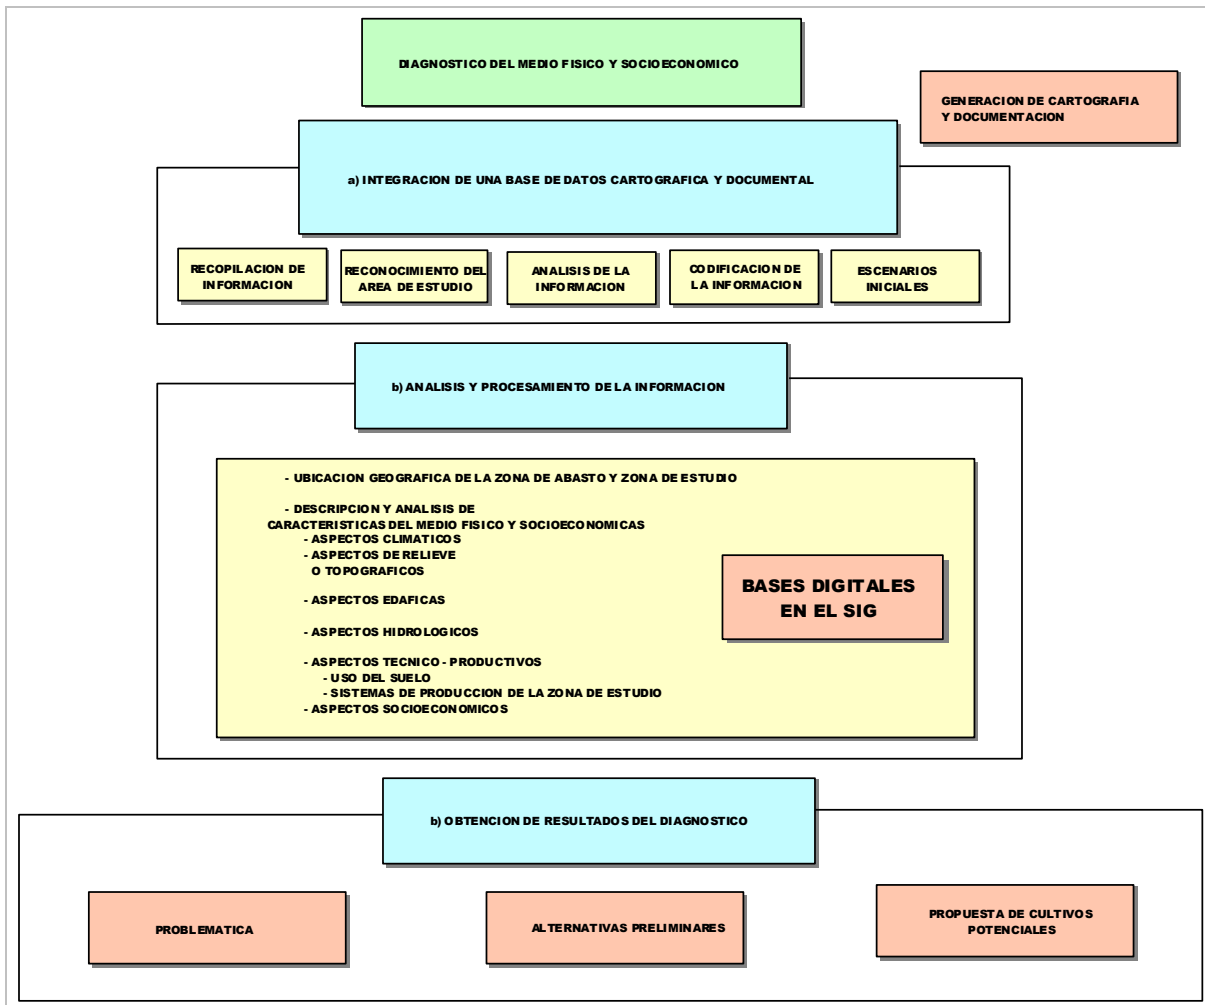 DIAGNOSTICO DEL MEDIO FISICO Y SOCIOECONOMICO
GENERACION DE CARTOGRAFIA
Y DOCUMENTACION
a) INTEGRACION DE UNA BASE DE DATOS CARTOGRAFICA Y DOCUMENTAL
RECOPILACION DE
INFORMACION
RECONOCIMIENTO DEL
AREA DE ESTUDIO
ANALISIS DE LA
INFORMACION
CODIFICACION DE
LA INFORMACION
ESCENARIOS
INICIALES
b) ANALISIS Y PROCESAMIENTO DE LA INFORMACION
- UBICACION GEOGRAFICA DE LA ZONA DE ABASTO Y ZONA DE ESTUDIO
- DESCRIPCION Y ANALISIS DE
CARACTERISTICAS DEL MEDIO FISICO Y SOCIOECONOMICAS
- ASPECTOS CLIMATICOS
- ASPECTOS DE RELIEVE
O TOPOGRAFICOS
- ASPECTOS EDAFICAS
- ASPECTOS HIDROLOGICOS
- ASPECTOS TECNICO - PRODUCTIVOS
- USO DEL SUELO
- SISTEMAS DE PRODUCCION DE LA ZONA DE ESTUDIO
- ASPECTOS SOCIOECONOMICOS
BASES DIGITALES
EN EL SIG
b) OBTENCION DE RESULTADOS DEL DIAGNOSTICO
PROBLEMATICA
ALTERNATIVAS PRELIMINARES
PROPUESTA DE CULTIVOS
POTENCIALES